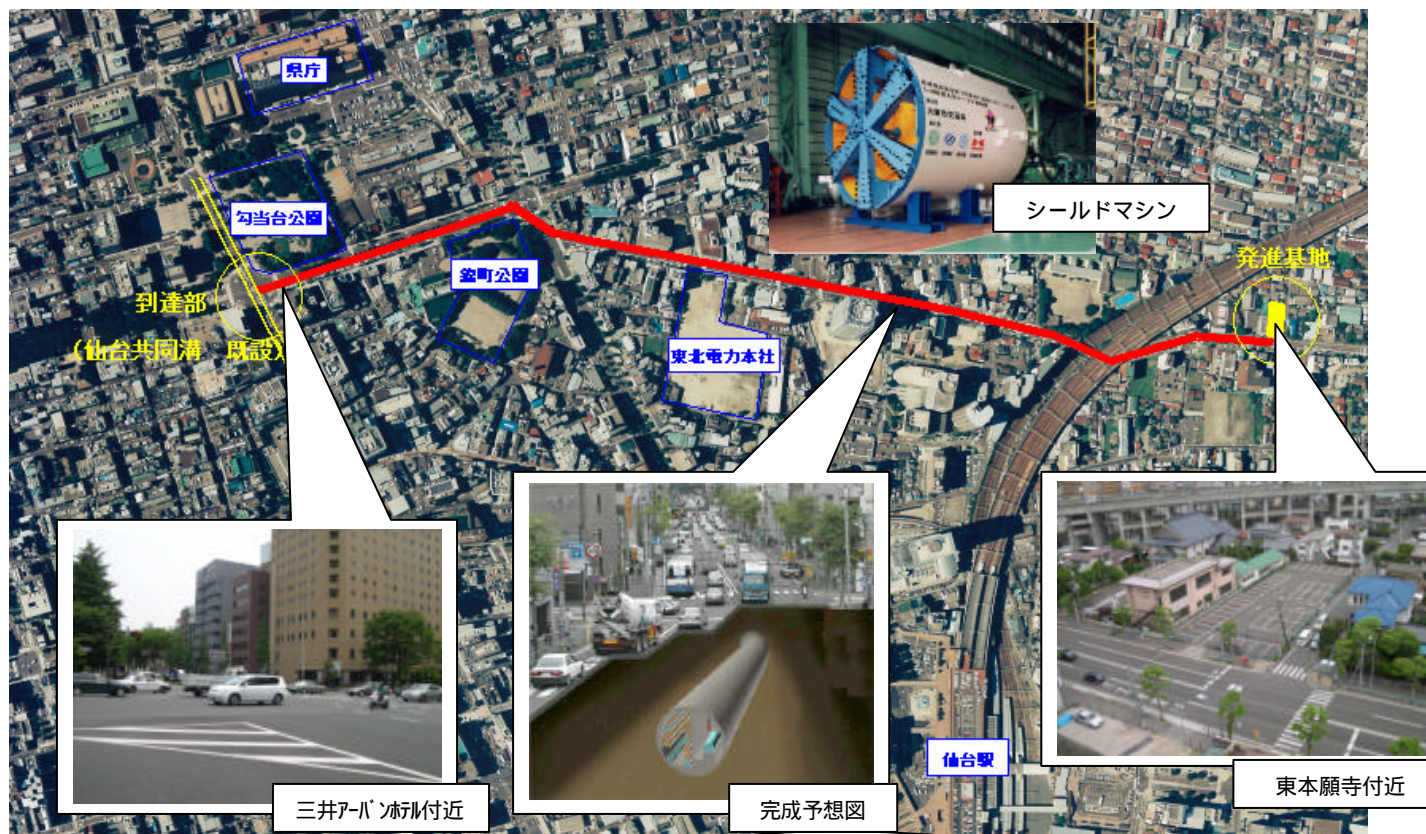 県庁
シールドマシン
勾当台公園
発進基地
錦町公園
到達部
(仙台共同溝　既設)
東北電力本社
仙台駅
三井ｱｰﾊﾞﾝﾎﾃﾙ付近
完成予想図
東本願寺付近